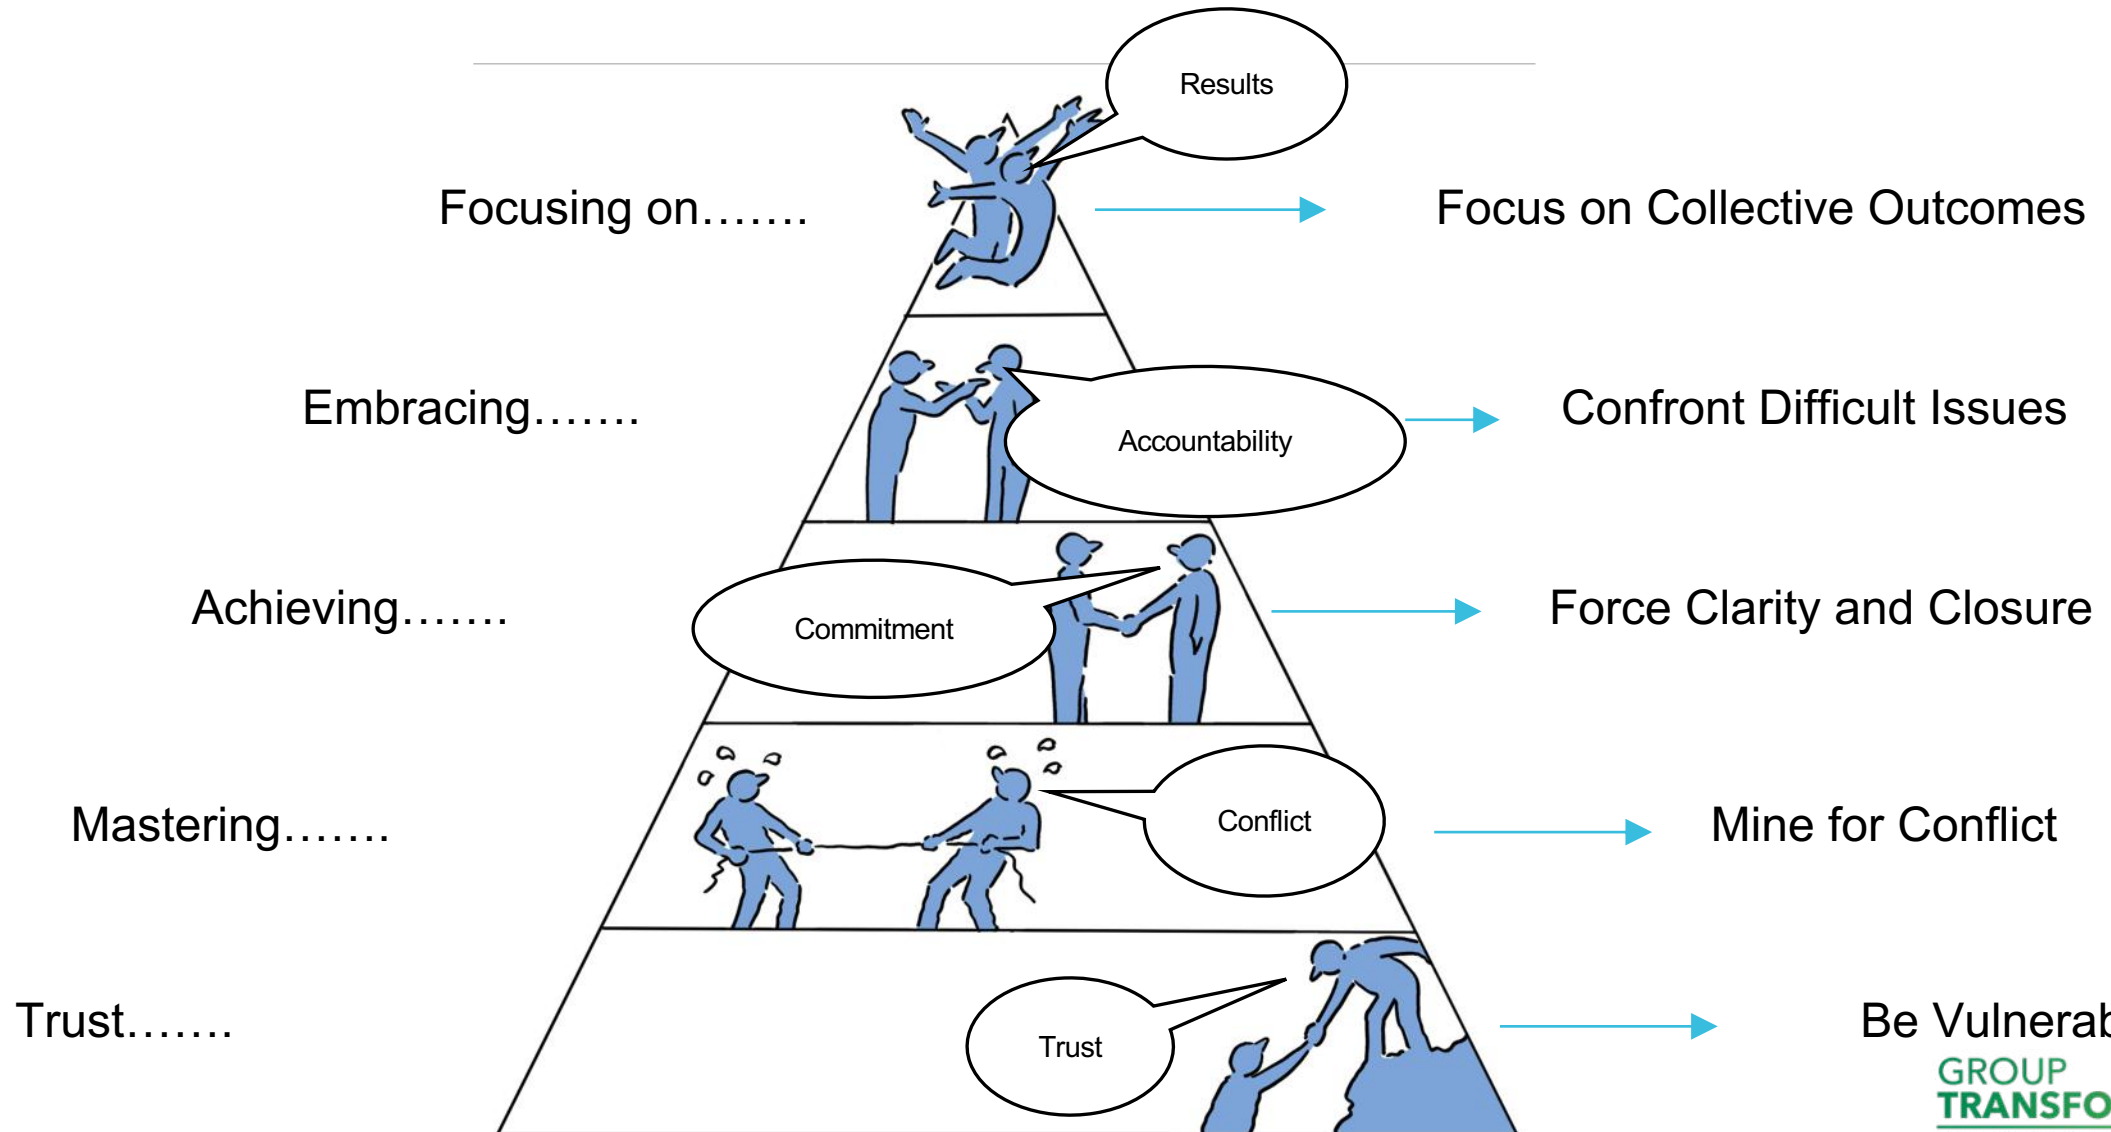 Results
Focusing on.......
Focus on Collective Outcomes
Embracing.......
Accountability
Confront Difficult Issues
Achieving.......
Commitment
Force Clarity and Closure
Mastering.......
Conflict
Mine for Conflict
Trust.......
Trust
Be
GROUP